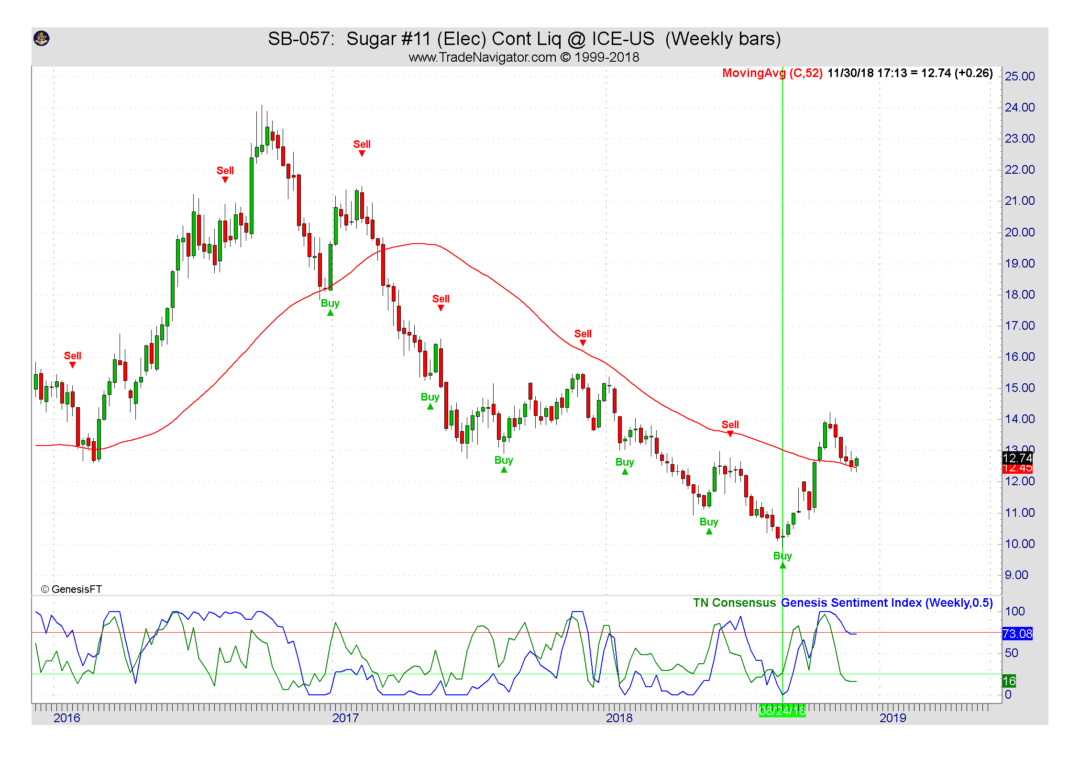 SB-057:  Sugar #11 (Elec) Cont Liq @ ICE-US  (Weekly bars)
www.TradeNavigator.com © 1999-2018
MovingAvg (C,52) 11/30/18 17:13 = 12.74 (+0.26)
25.00
24.00
23.00
Sell
Sell
22.00
21.00
20.00
19.00
18.00
Buy
Sell
17.00
Sell
Sell
16.00
15.00
Buy
14.00
Sell
13.00
Buy
Buy
12.74
12.45
12.00
11.00
Buy
10.00
Buy
9.00
© GenesisFT
TN Consensus Genesis Sentiment Index (Weekly,0.5)
100
73.08
50
16
0
2016
2017
2018
08/24/18
2019